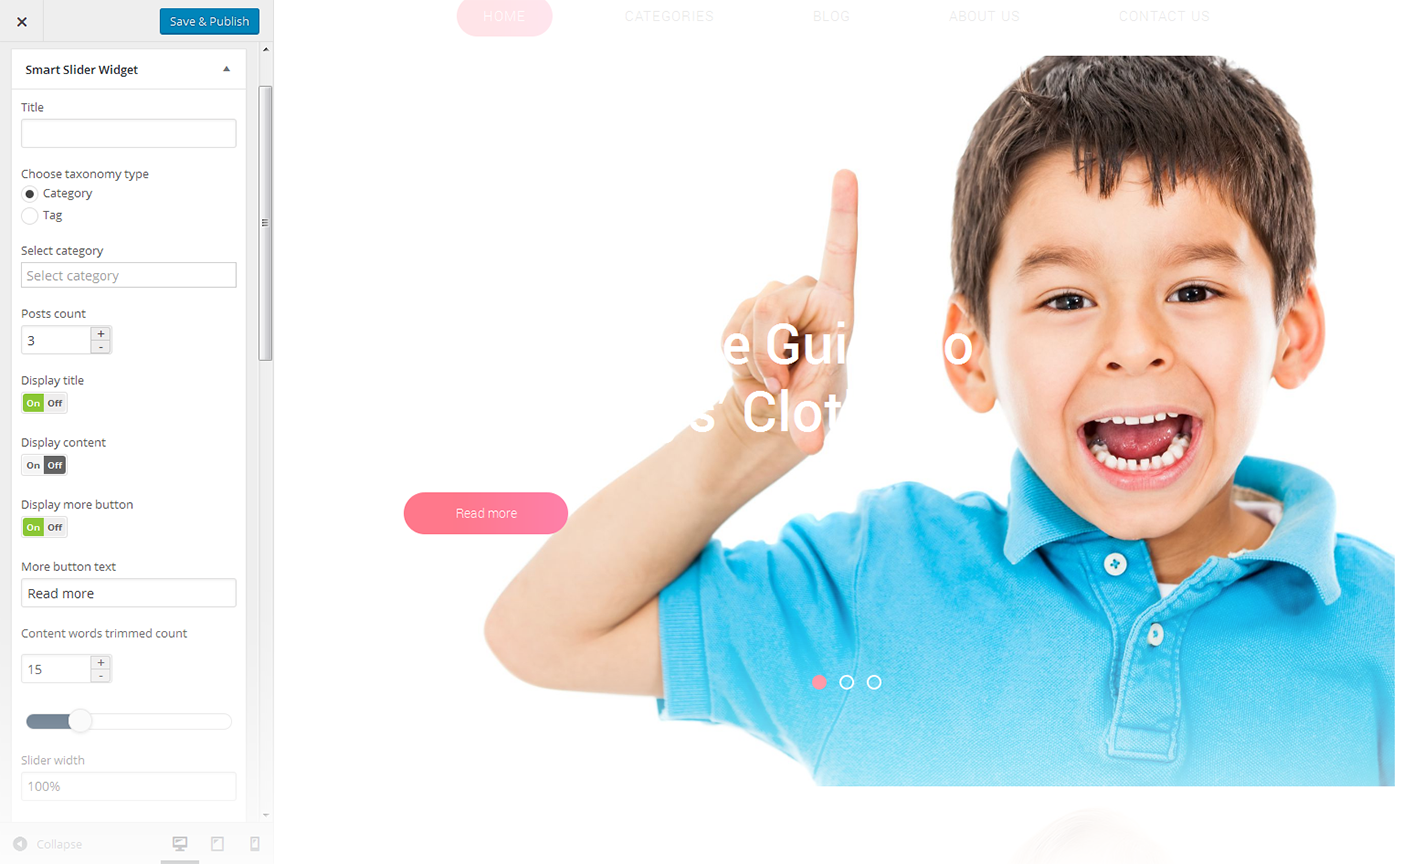 Save & Publish
HOME CATEGORIES BLOG ABOUT US CONTACT US
Smart Slider Widget
Title
Choose taxonomy type
Category
Tag
Select category
Select category
Posts count
3
+
-
Display title
On Off
Display content
On Off
Display more button
On Off
More button text
Read more
Content words trimmed count
15
+
-
Slider width
100%
Collapse
Read more